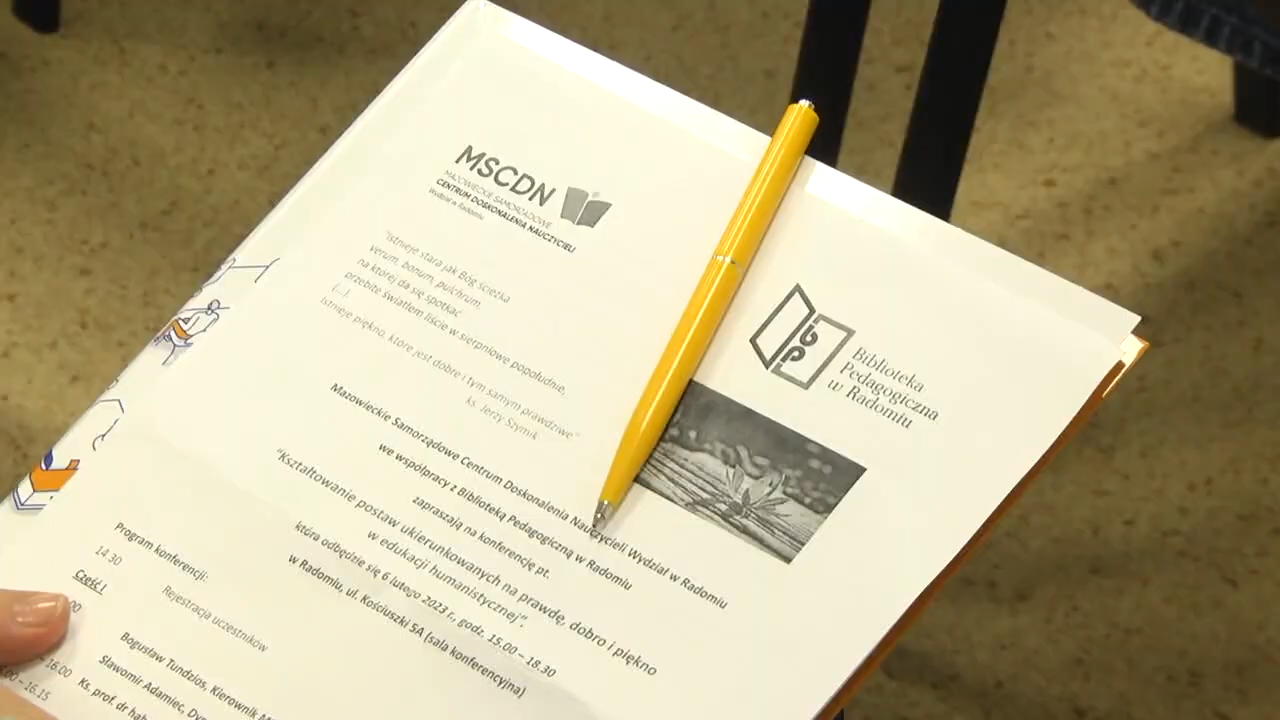 MSCDN
MAZOWIECKIE SAMORZĄDOWE
CENTRUM DOSKONALENIA NAUCZYCIELI
Wydział w Radomiu
bp
Biblioteka
Pedagogiczna
w Radomiu
"Istnieje stara jak Bóg ścieżka
verum, bonum, pulchrum.
na której da się spotkać
przebite światłem liście w sierpniowe popołudnie,
(...).
Istnieje piękno, które jest dobre i tym samym prawdziwe"
ks. Jerzy Szymik
Mazowieckie Samorządowe Centrum Doskonalenia Nauczycieli Wydział w Radomiu
we współpracy z Biblioteką Pedagogiczną w Radomiu
zapraszają na konferencję pt.
"Kształtowanie postaw ukierunkowanych na prawdę, dobro i piękno
w edukacji humanistycznej",
która odbędzie się 6 lutego 2023 r., godz. 15.00 – 18.30
w Radomiu, ul. Kościuszki 5A (sala konferencyjna)
Program konferencji:
14.30
Rejestracja uczestników
Część I
Bogusław Tundzios, Kierownik
Sławomir Adamiec,
– 16.00
Ks. prof. dr hab
– 16.15